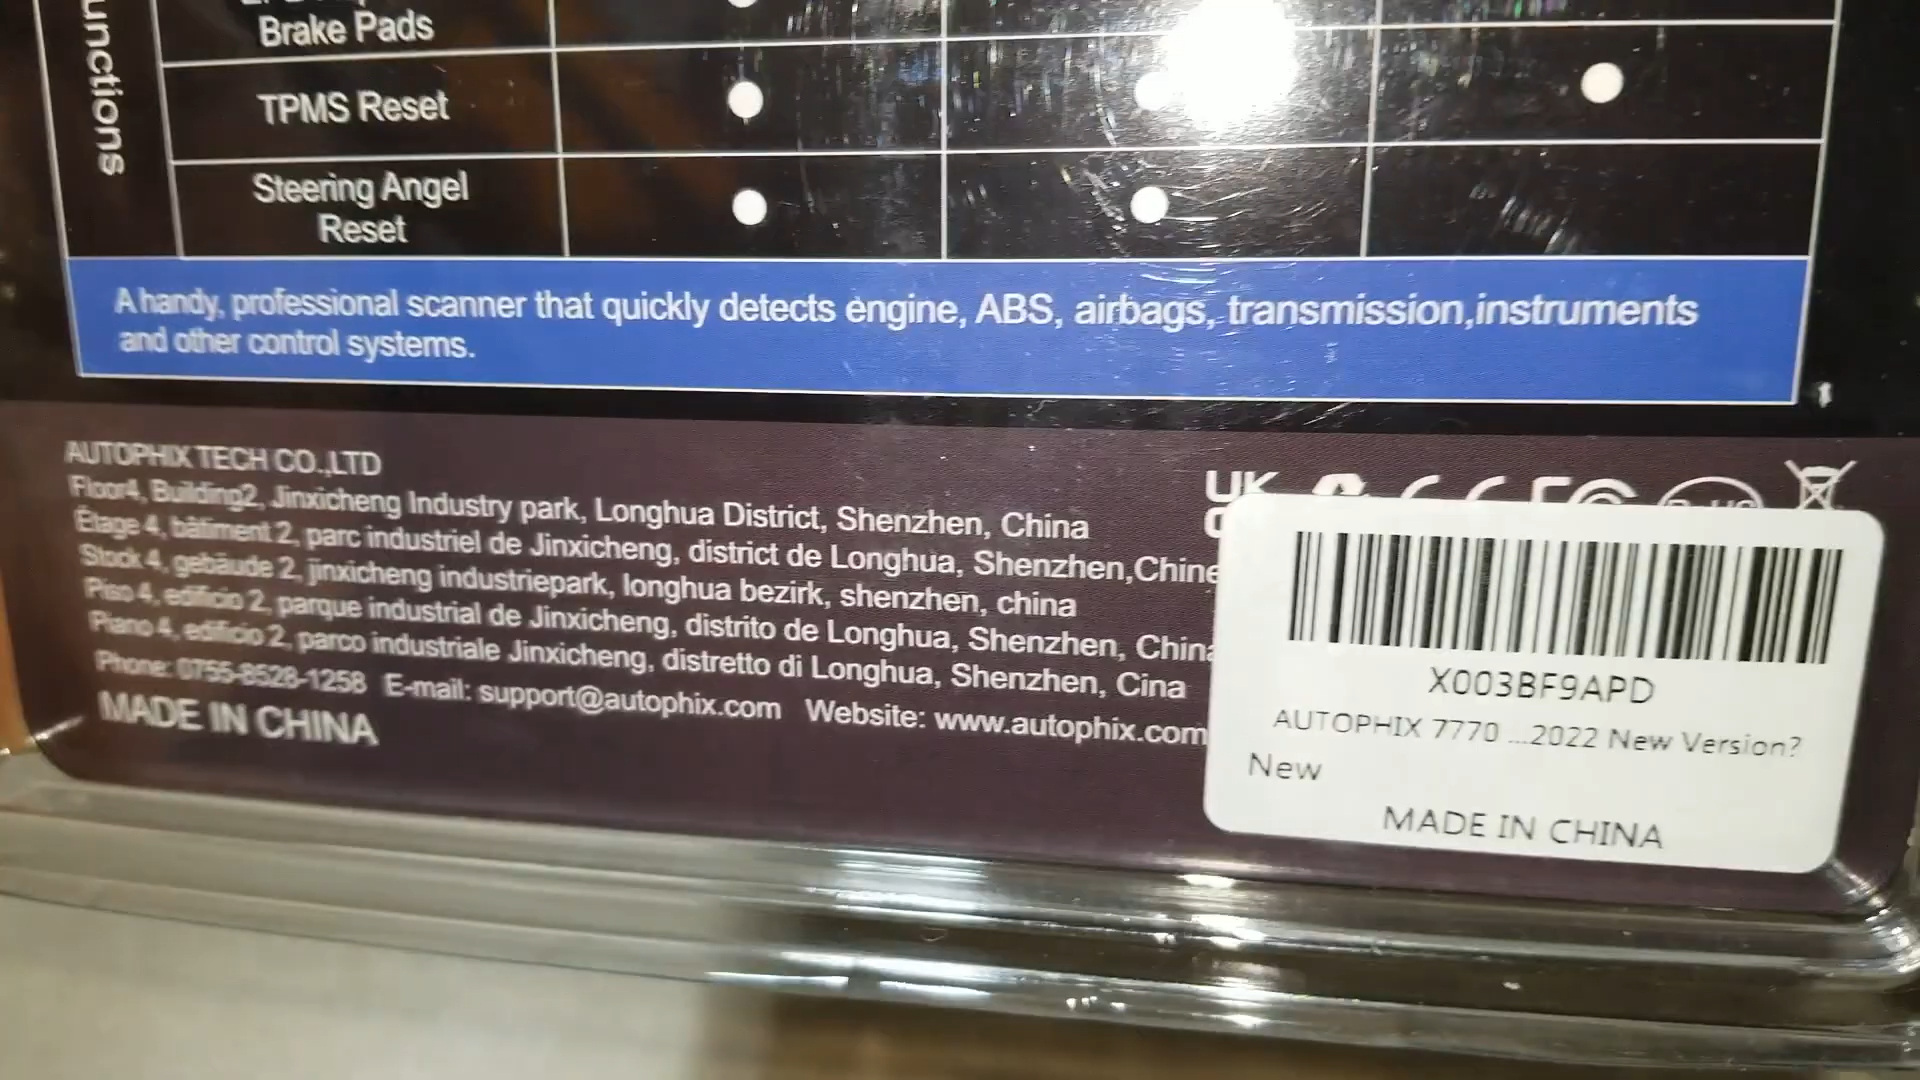 unctions
Brake Pads
TPMS Reset
Steering Angel
Reset
A handy, professional scanner that quickly detects engine, ABS, airbags, transmission,instruments
and other control systems.
AUTOPHIX TECH CO.,LTD
Floor4, Building2, Jinxicheng Industry park, Longhua District, Shenzhen, China
Étage 4, bâtiment 2, parc industriel de Jinxicheng, district de Longhua, Shenzhen,Chine
Stock 4, gebäude 2, jinxicheng industriepark, longhua bezirk, shenzhen, china
Piso 4, edificio 2, parque industrial de Jinxicheng, distrito de Longhua, Shenzhen, China
Piano 4, edificio 2, parco industriale Jinxicheng, distretto di Longhua, Shenzhen, Cina
Phone: 0755-8528-1258 E-mail: support@autophix.com Website: www.autophix.com
MADE IN CHINA
UK
X003BF9APD
AUTOPHIX 7770 ...2022 New Version?
New
MADE IN CHINA